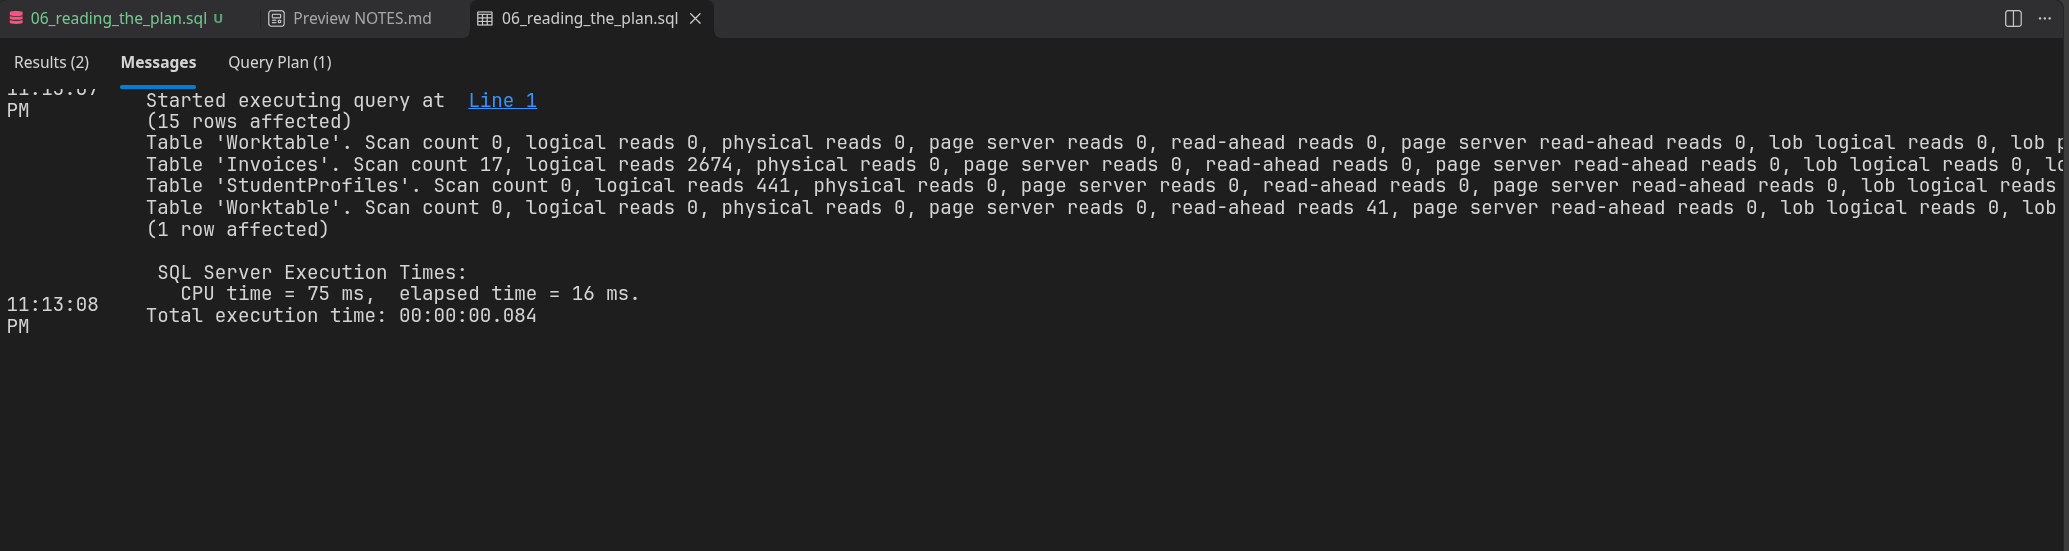 06_reading_the_plan.sql U
Preview NOTES.md
06_reading_the_plan.sql
Results (2)
Messages
Query Plan (1)
PM
Started executing query at Line 1
(15 rows affected)
Table 'Worktable'. Scan count 0, logical reads 0, physical reads 0, page server reads 0, read-ahead reads 0, page server read-ahead reads 0, lob logical reads 0, lob
Table 'Invoices'. Scan count 17, logical reads 2674, physical reads 0, page server reads 0, read-ahead reads 0, page server read-ahead reads 0, lob logical reads 0,
Table 'StudentProfiles'. Scan count 0, logical reads 441, physical reads 0, page server reads 0, read-ahead reads 0, page server read-ahead reads 0, lob logical reads
Table 'Worktable'. Scan count 0, logical reads 0, physical reads 0, page server reads 0, read-ahead reads 41, page server read-ahead reads 0, lob logical reads 0, lob
(1 row affected)
SQL Server Execution Times:
CPU time = 75 ms, elapsed time = 16 ms.
11:13:08
PM
Total execution time: 00:00:00.084